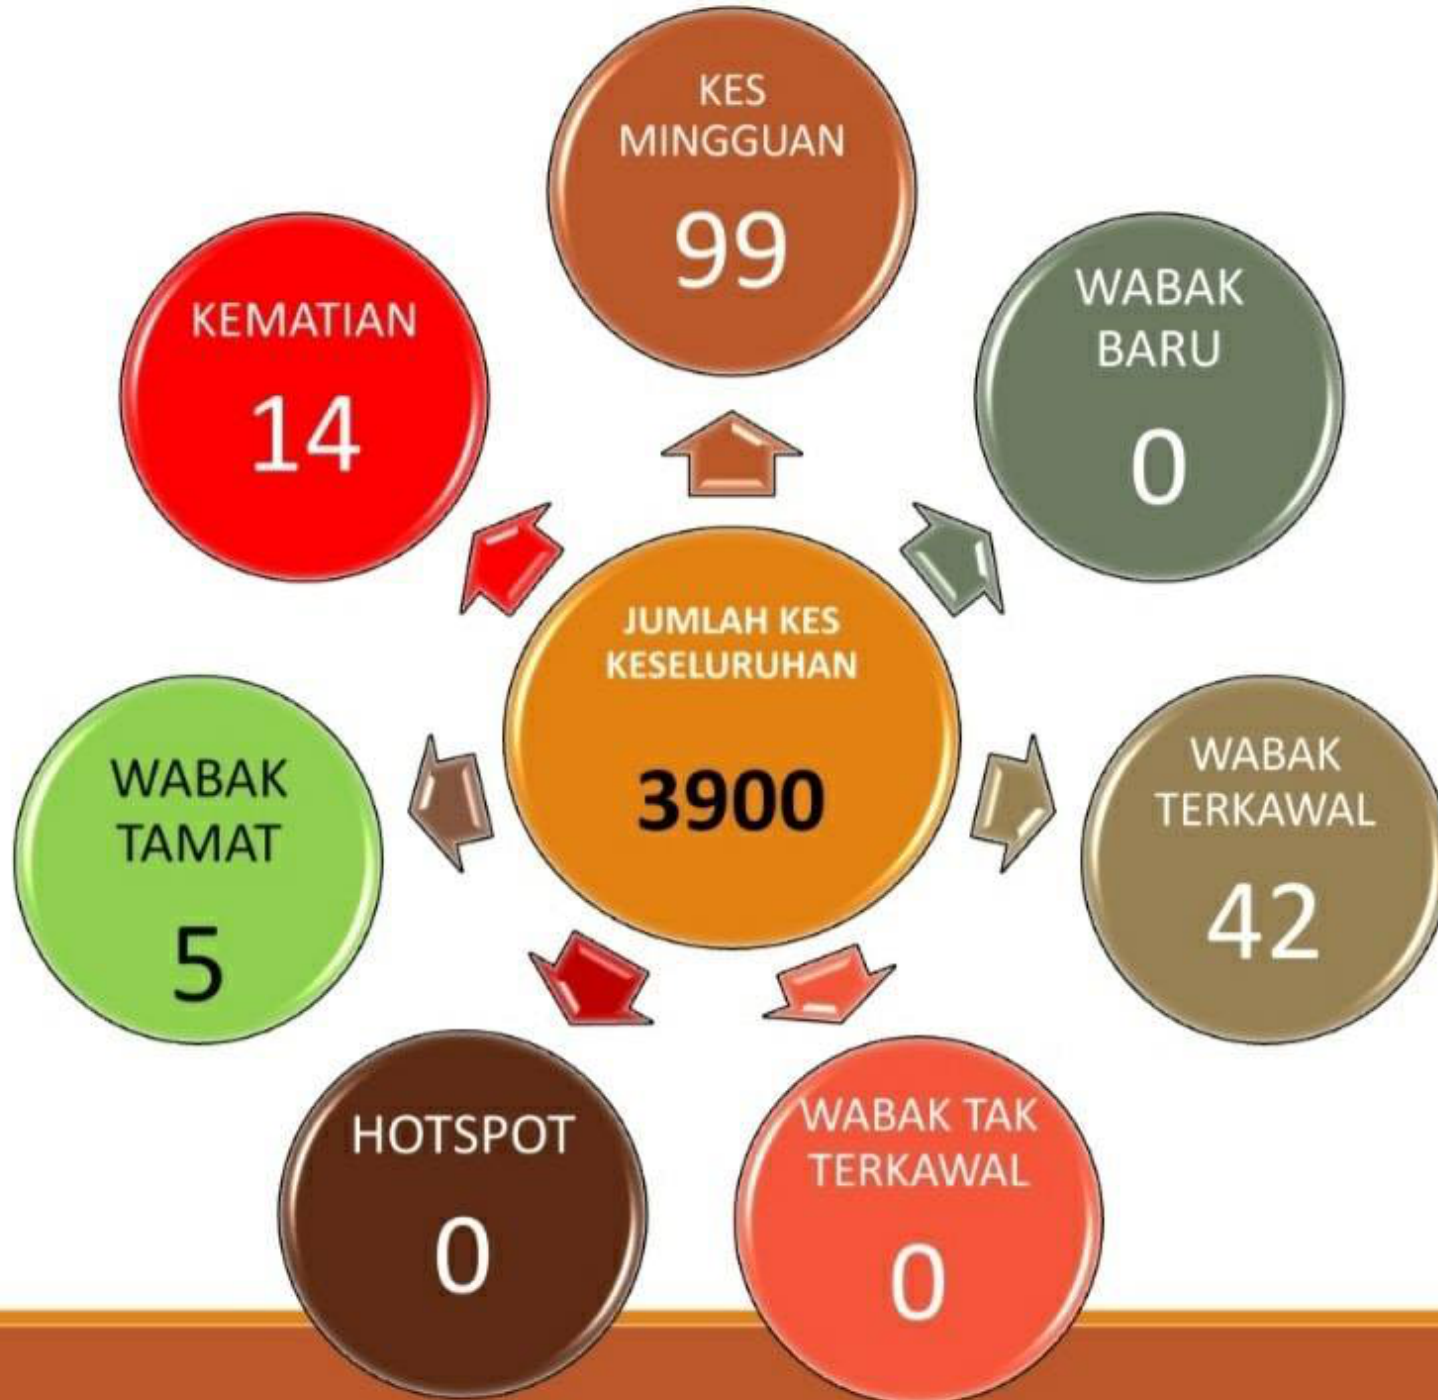 KES
MINGGUAN
99
WABAK
BARU
0
WABAK
TERKAWAL
42
WABAK TAK
TERKAWAL
0
HOTSPOT
0
WABAK
TAMAT
5
KEMATIAN
14
JUMLAH KES
KESELURUHAN
3900